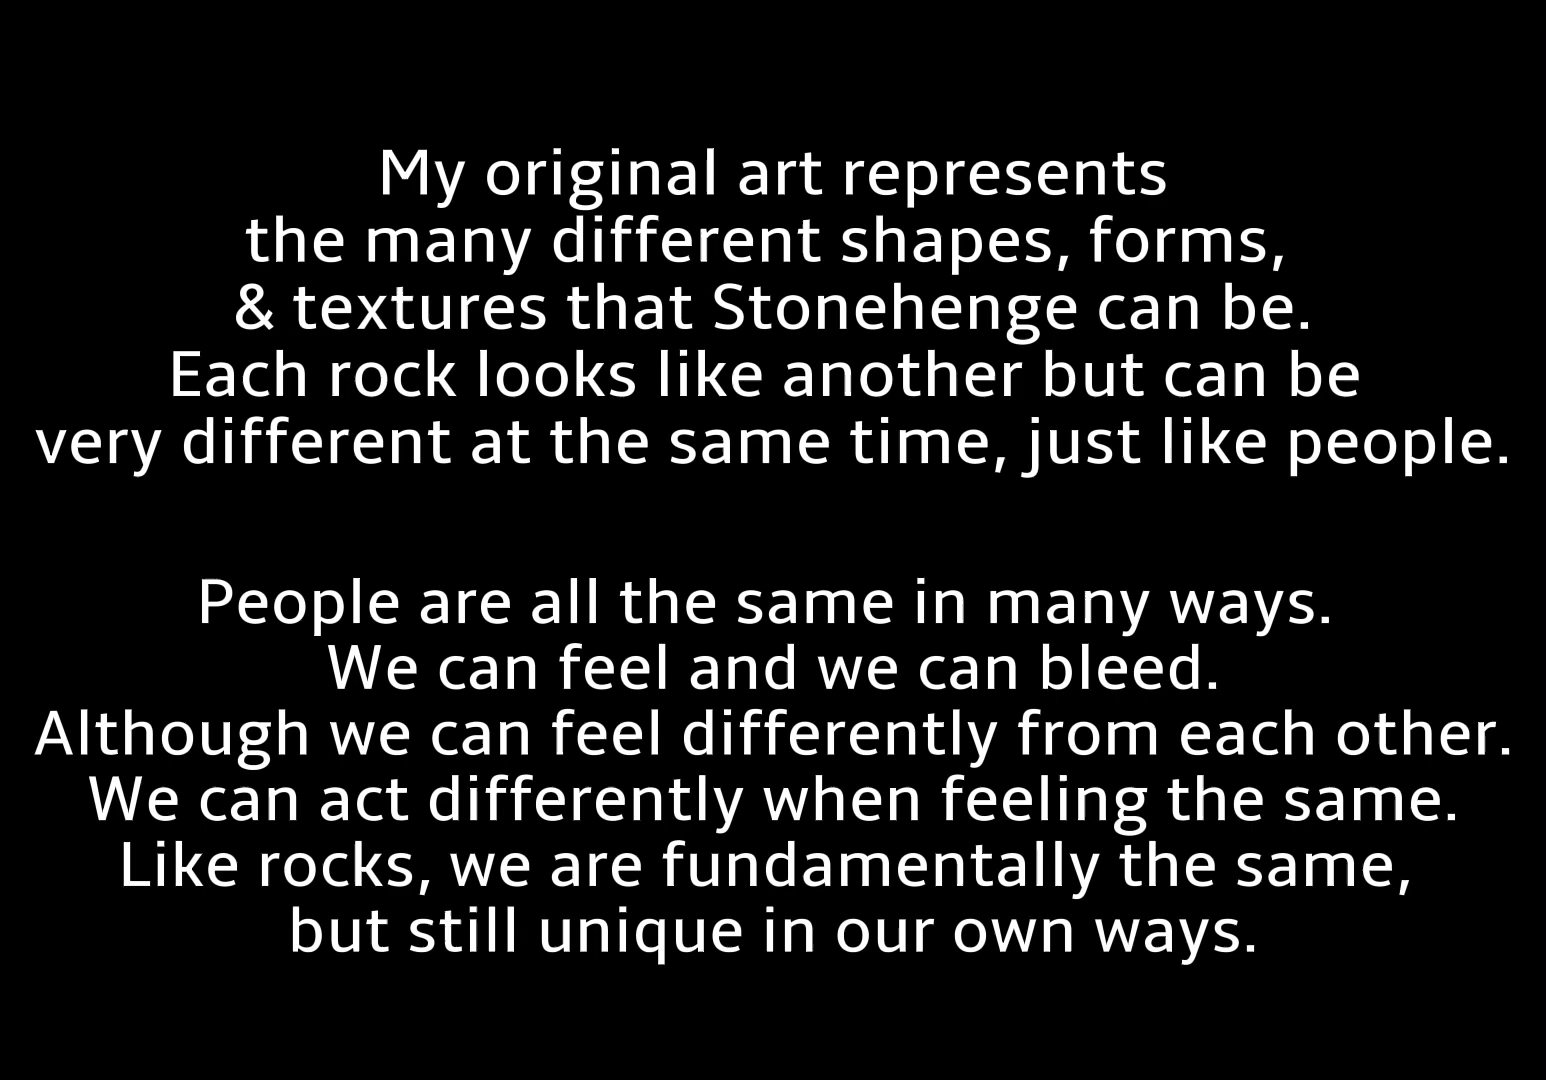 My original art represents
the many different shapes, forms,
& textures that Stonehenge can be.
Each rock looks like another but can be
very different at the same time, just like people.
People are all the same in many ways.
We can feel and we can bleed.
Although we can feel differently from each other.
We can act differently when feeling the same.
Like rocks, we are fundamentally the same,
but still unique in our own ways.